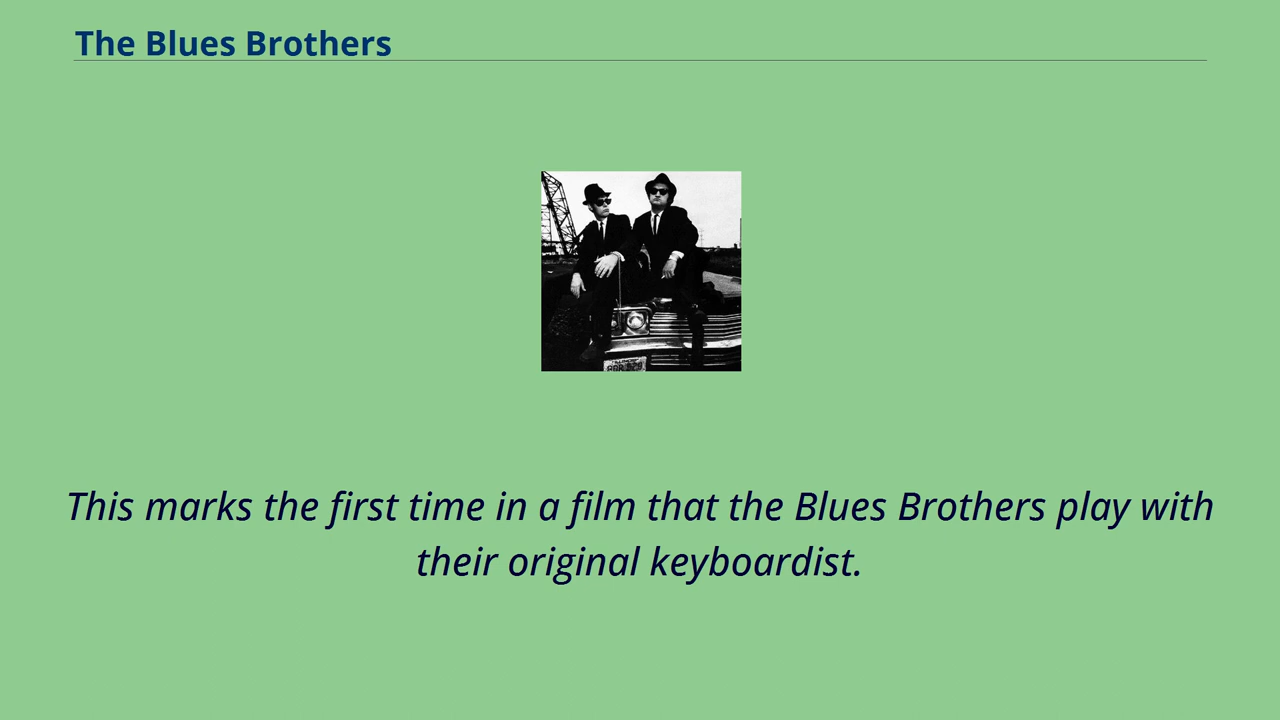 The Blues Brothers
This marks the first time in a film that the Blues Brothers play with
their original keyboardist.